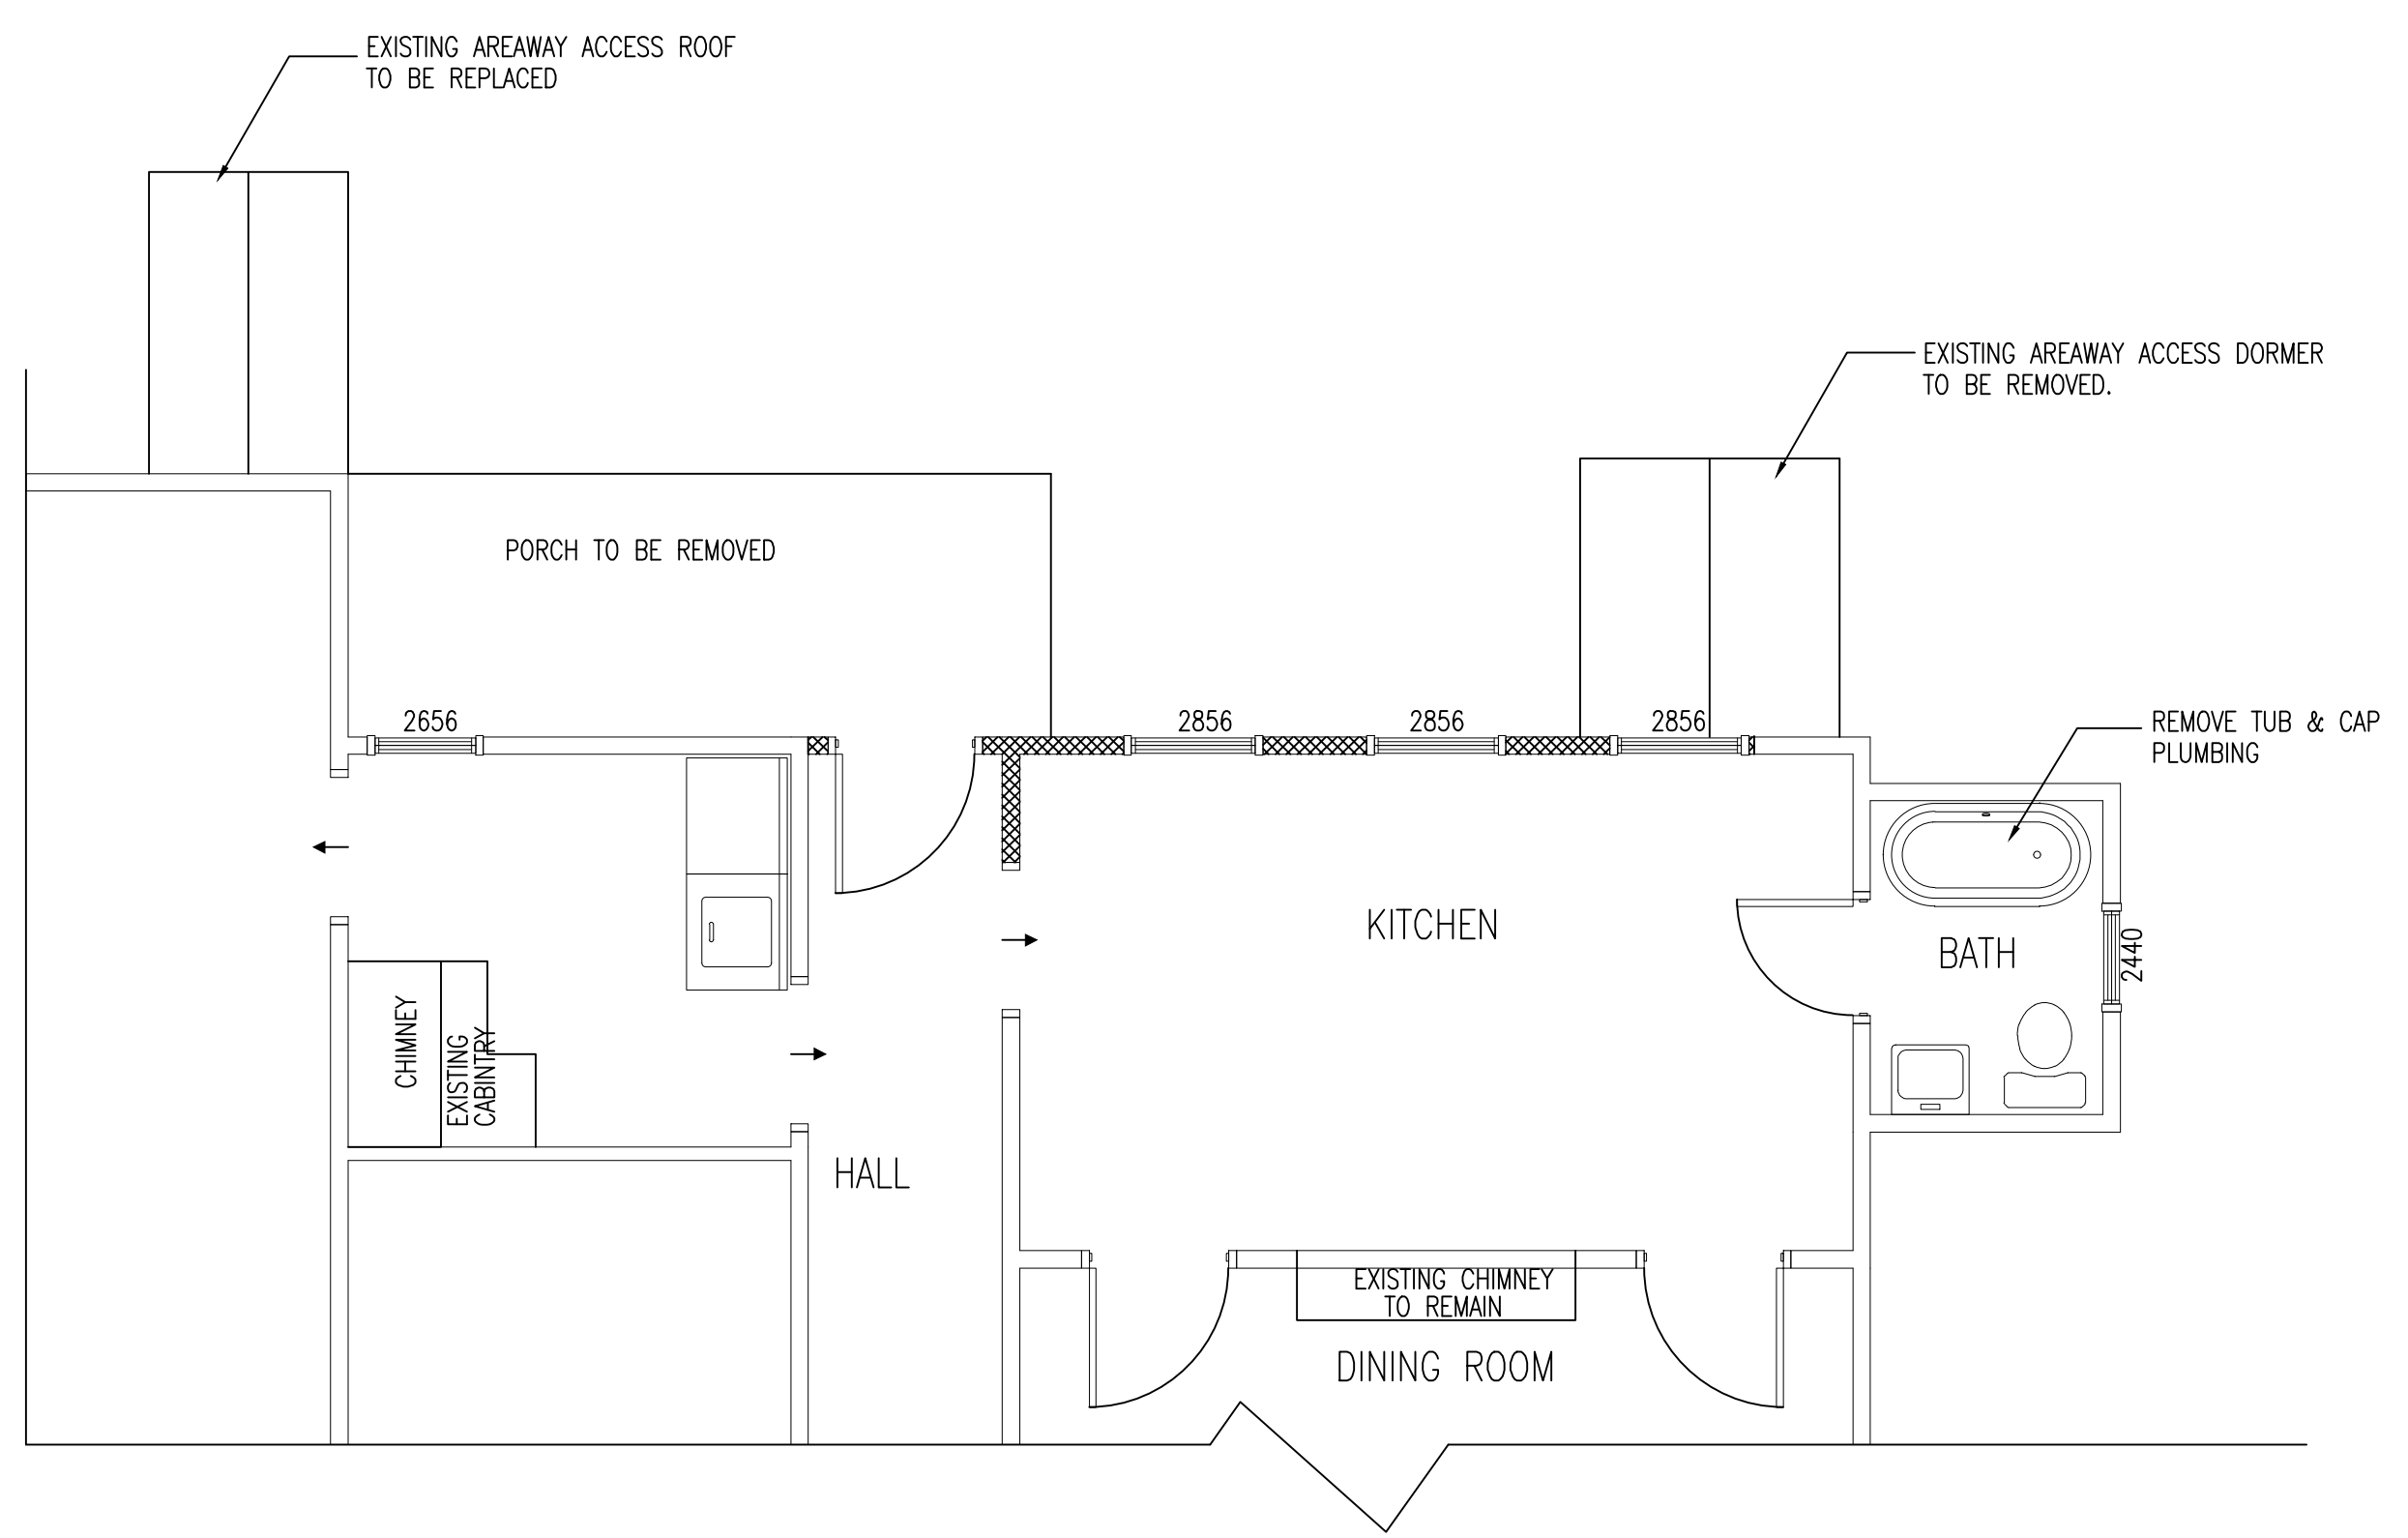 EXISTING AREAWAY ACCESS ROOF
TO BE REPLACED
EXISTING AREAWAY ACCESS DORMER
TO BE REMOVED.
PORCH TO BE REMOVED
2656
2856
2856
2856
REMOVE TUB & CAP
PLUMBING
KITCHEN
BATH
2440
CHIMNEY
EXISTING
CABINTRY
HALL
EXISTING CHIMNEY
TO REMAIN
DINING ROOM